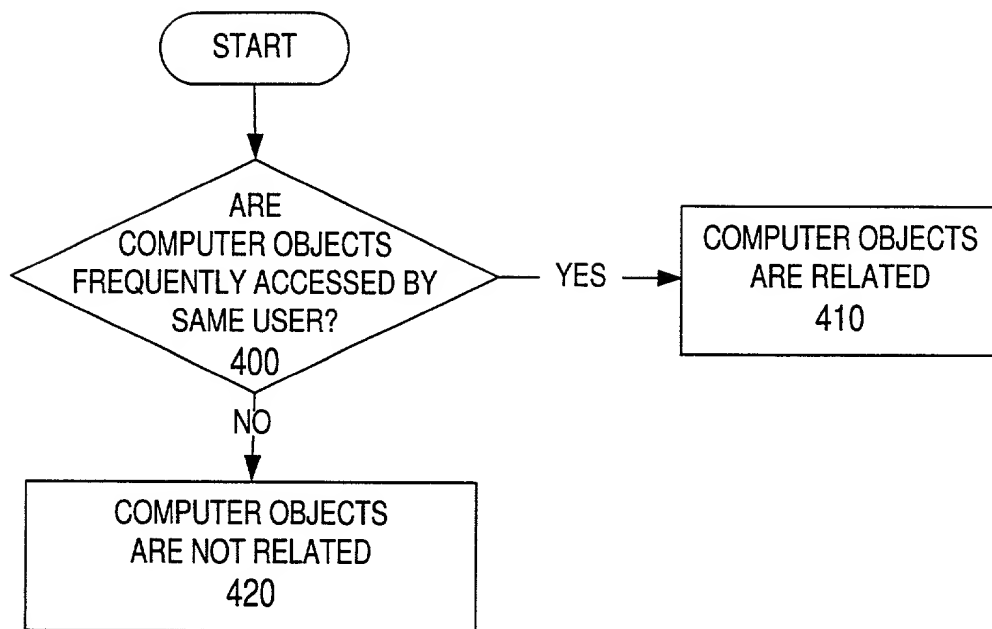 START
ARE
COMPUTER OBJECTS
FREQUENTLY ACCESSED BY
SAME USER?
400
YES
COMPUTER OBJECTS
ARE RELATED
410
NO
COMPUTER OBJECTS
ARE NOT RELATED
420